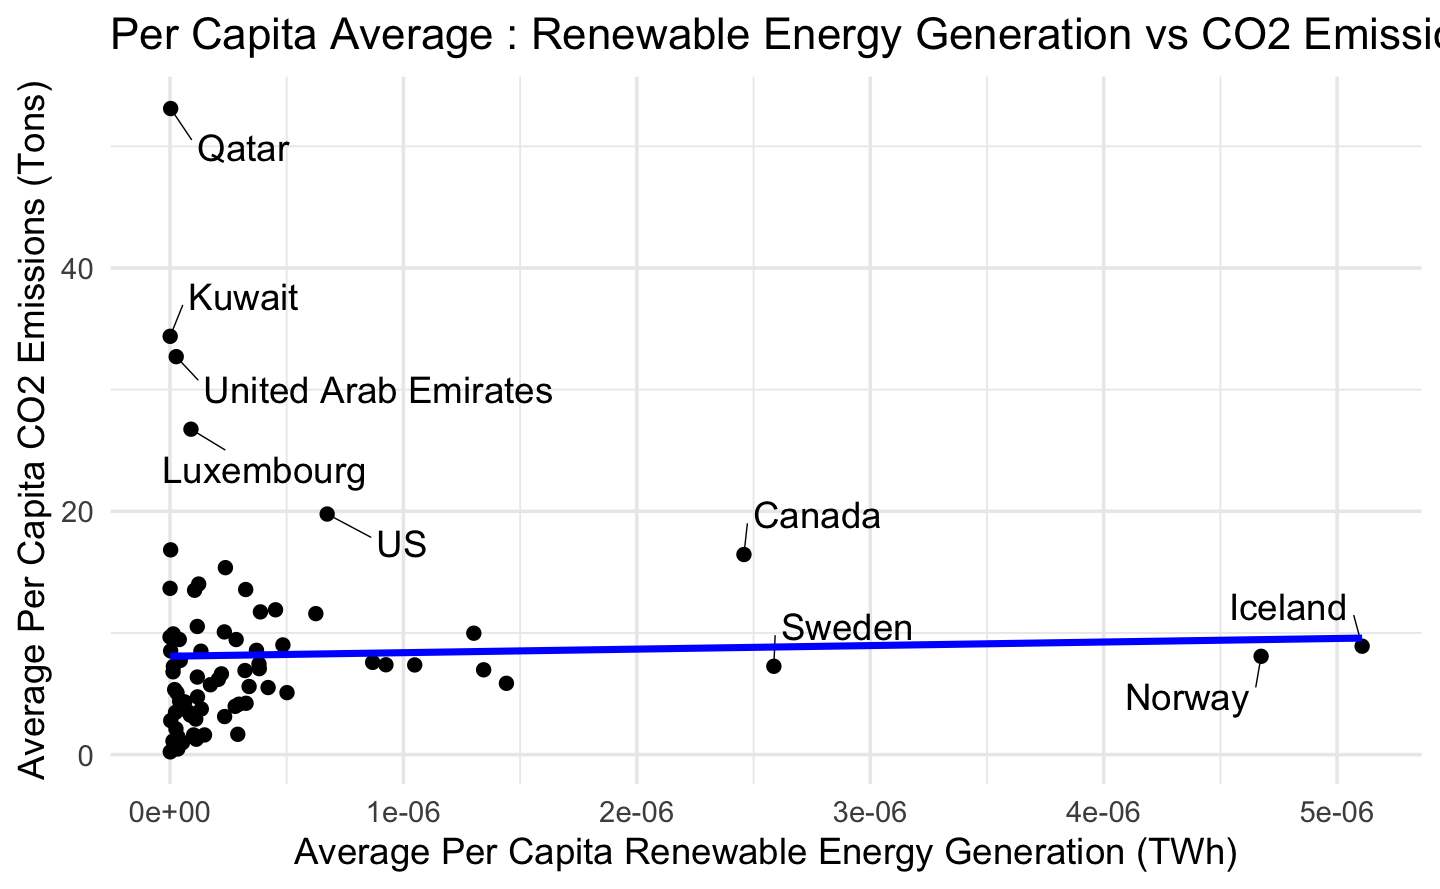 Per Capita Average : Renewable Energy Generation vs CO2 Emissio
Average Per Capita CO2 Emissions (Tons)
Qatar
40
Kuwait
United Arab Emirates
Luxembourg
20
Canada
US
Iceland
Sweden
Norway
0
0e+00 1e-06 2e-06 3e-06 4e-06 5e-06
Average Per Capita Renewable Energy Generation (TWh)